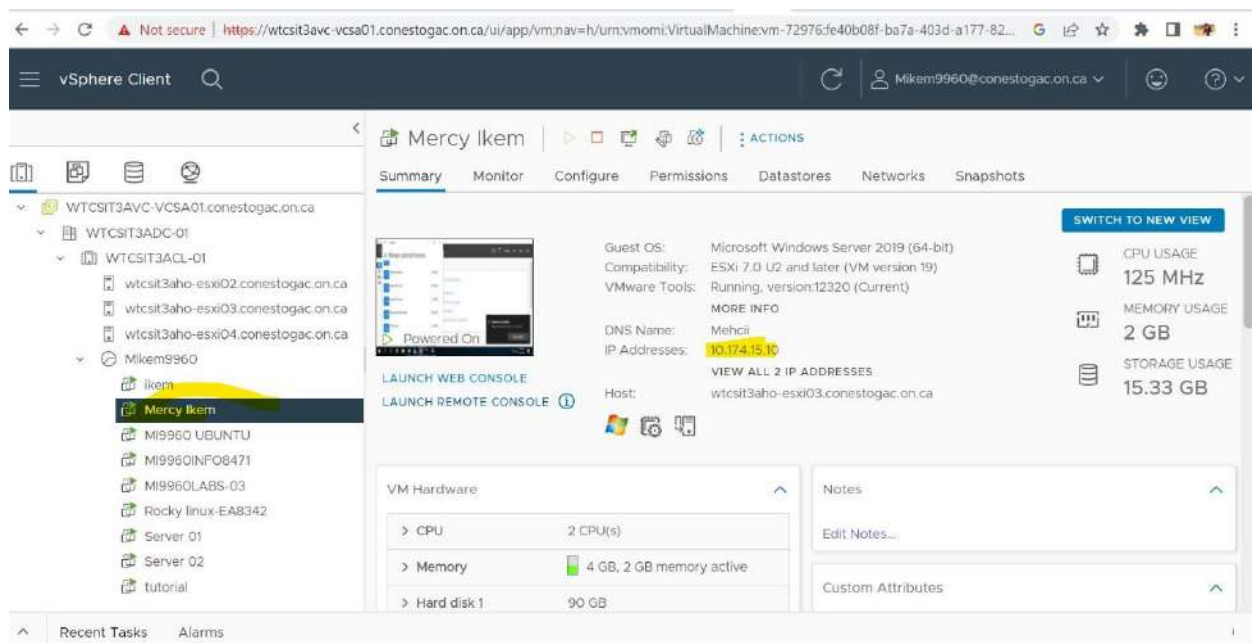 Not secure | https://wtcsit3avc-vcsa01.conestogac.on.ca/ui/app/vm;nav=h/urn:vmomi:VirtualMachine:vm-72976:fe40b08f-ba7a-403d-a177-82...
vSphere Client
Mikem9960@conestogac.on.ca
WTCSIT3AVC-VCSA01.conestogac.on.ca
WTCSIT3ADC-01
WTCSIT3ACL-01
wtcsit3aho-esxi02.conestogac.on.ca
wtcsit3aho-esxi03.conestogac.on.ca
wtcsit3aho-esxi04.conestogac.on.ca
Mikem9960
ikem
Mercy Ikem
MI9960 UBUNTU
MI9960INFO8471
MI9960LABS-03
Rocky linux-EA8342
Server 01
Server 02
tutorial
Mercy Ikem
ACTIONS
Summary Monitor Configure Permissions Datastores Networks Snapshots
SWITCH TO NEW VIEW
Powered On
LAUNCH WEB CONSOLE
LAUNCH REMOTE CONSOLE
Guest OS: Microsoft Windows Server 2019 (64-bit)
Compatibility: ESXi 7.0 U2 and later (VM version 19)
VMware Tools: Running, version:12320 (Current)
MORE INFO
DNS Name: Mehcii
IP Addresses: 10.174.15.10
VIEW ALL 2 IP ADDRESSES
Host: wtcsit3aho-esxi03.conestogac.on.ca
CPU USAGE
125 MHz
MEMORY USAGE
2 GB
STORAGE USAGE
15.33 GB
VM Hardware
CPU 2 CPU(s)
Memory 4 GB, 2 GB memory active
Hard disk 1 90 GB
Notes
Edit Notes...
Custom Attributes
Recent Tasks Alarms